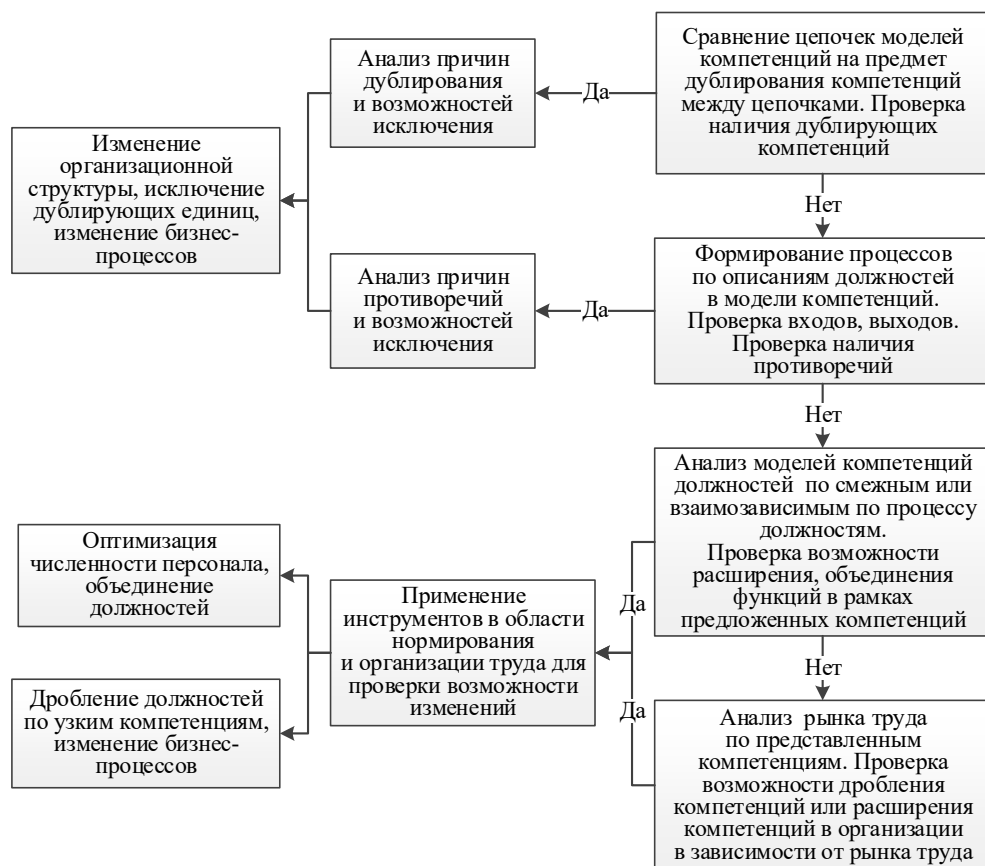 Сравнение цепочек моделей
компетенций на предмет
дублирования компетенций
между цепочками. Проверка
наличия дублирующих
компетенций
Да
Анализ причин
дублирования
и возможностей
исключения
Изменение
организационной
структуры, исключение
дублирующих единиц,
изменение бизнес-
процессов
Нет
Формирование процессов
по описаниям должностей
в модели компетенций.
Проверка входов, выходов.
Проверка наличия
противоречий
Да
Анализ причин
противоречий
и возможностей
исключения
Нет
Анализ моделей компетенций
должностей по смежным или
взаимозависимым по процессу
должностям.
Проверка возможности
расширения, объединения
функций в рамках
предложенных компетенций
Да
Применение
инструментов в области
нормирования
и организации труда для
проверки возможности
изменений
Оптимизация
численности персонала,
объединение
должностей
Дробление должностей
по узким компетенциям,
изменение бизнес-
процессов
Нет
Да
Анализ рынка труда
по представленным
компетенциям. Проверка
возможности дробления
компетенций или расширения
компетенций в организации
в зависимости от рынка труда